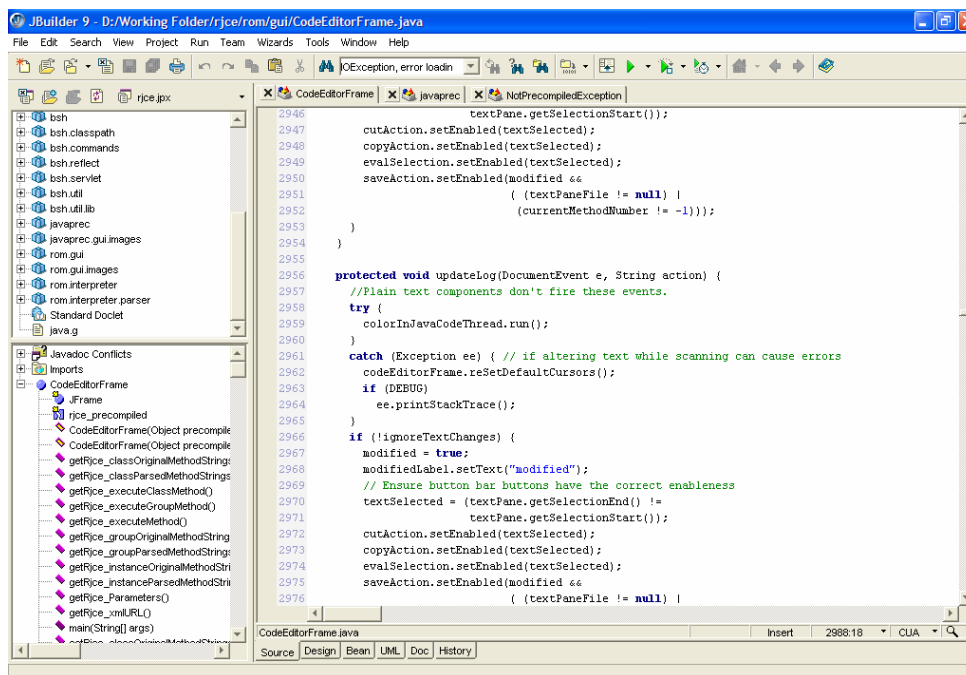 JBuilder 9 - D:/Working Folder/rjce/rom/gui/CodeEditorFrame.java
File Edit Search View Project Run Team Wizards Tools Window Help
IOException, error loadin
rjce.jpx
bsh
bsh.classpath
bsh.commands
bsh.reflect
bsh.servlet
bsh.util
bsh.util.lib
javaprec
javaprec.gui.images
rom.gui
rom.gui.images
rom.interpreter
rom.interpreter.parser
Standard Doclet
java.g
Javadoc Conflicts
Imports
CodeEditorFrame
JFrame
rjce_precompiled
CodeEditorFrame(Object precompile
CodeEditorFrame(Object precompile
getRjce_classOriginalMethodStrings
getRjce_classParsedMethodStrings
getRjce_executeClassMethod()
getRjce_executeGroupMethod()
getRjce_executeMethod()
getRjce_groupOriginalMethodString
getRjce_groupParsedMethodStrings
getRjce_instanceOriginalMethodStri
getRjce_instanceParsedMethodStri
getRjce_Parameters()
getRjce_xmlURL()
main(String[] args)
CodeEditorFrame javaprec NotPrecompiledException
2946 textPane.getSelectionStart());
2947 cutAction.setEnabled(textSelected);
2948 copyAction.setEnabled(textSelected);
2949 evalSelection.setEnabled(textSelected);
2950 saveAction.setEnabled(modified &&
2951 ( (textPaneFile != null) |
2952 (currentMethodNumber != -1)));
2953 }
2954 }
2955
2956 protected void updateLog(DocumentEvent e, String action) {
2957 //Plain text components don't fire these events.
2958 try {
2959 colorInJavaCodeThread.run();
2960 }
2961 catch (Exception ee) { // if altering text while scanning can cause errors
2962 codeEditorFrame.reSetDefaultCursors();
2963 if (DEBUG)
2964 ee.printStackTrace();
2965 }
2966 if (!ignoreTextChanges) {
2967 modified = true;
2968 modifiedLabel.setText("modified");
2969 // Ensure button bar buttons have the correct enableness
2970 textSelected = (textPane.getSelectionEnd() !=
2971 textPane.getSelectionStart());
2972 cutAction.setEnabled(textSelected);
2973 copyAction.setEnabled(textSelected);
2974 evalSelection.setEnabled(textSelected);
2975 saveAction.setEnabled(modified &&
2976 ( (textPaneFile != null) |
CodeEditorFrame.java Insert 2988:18 CUA
Source Design Bean UML Doc History